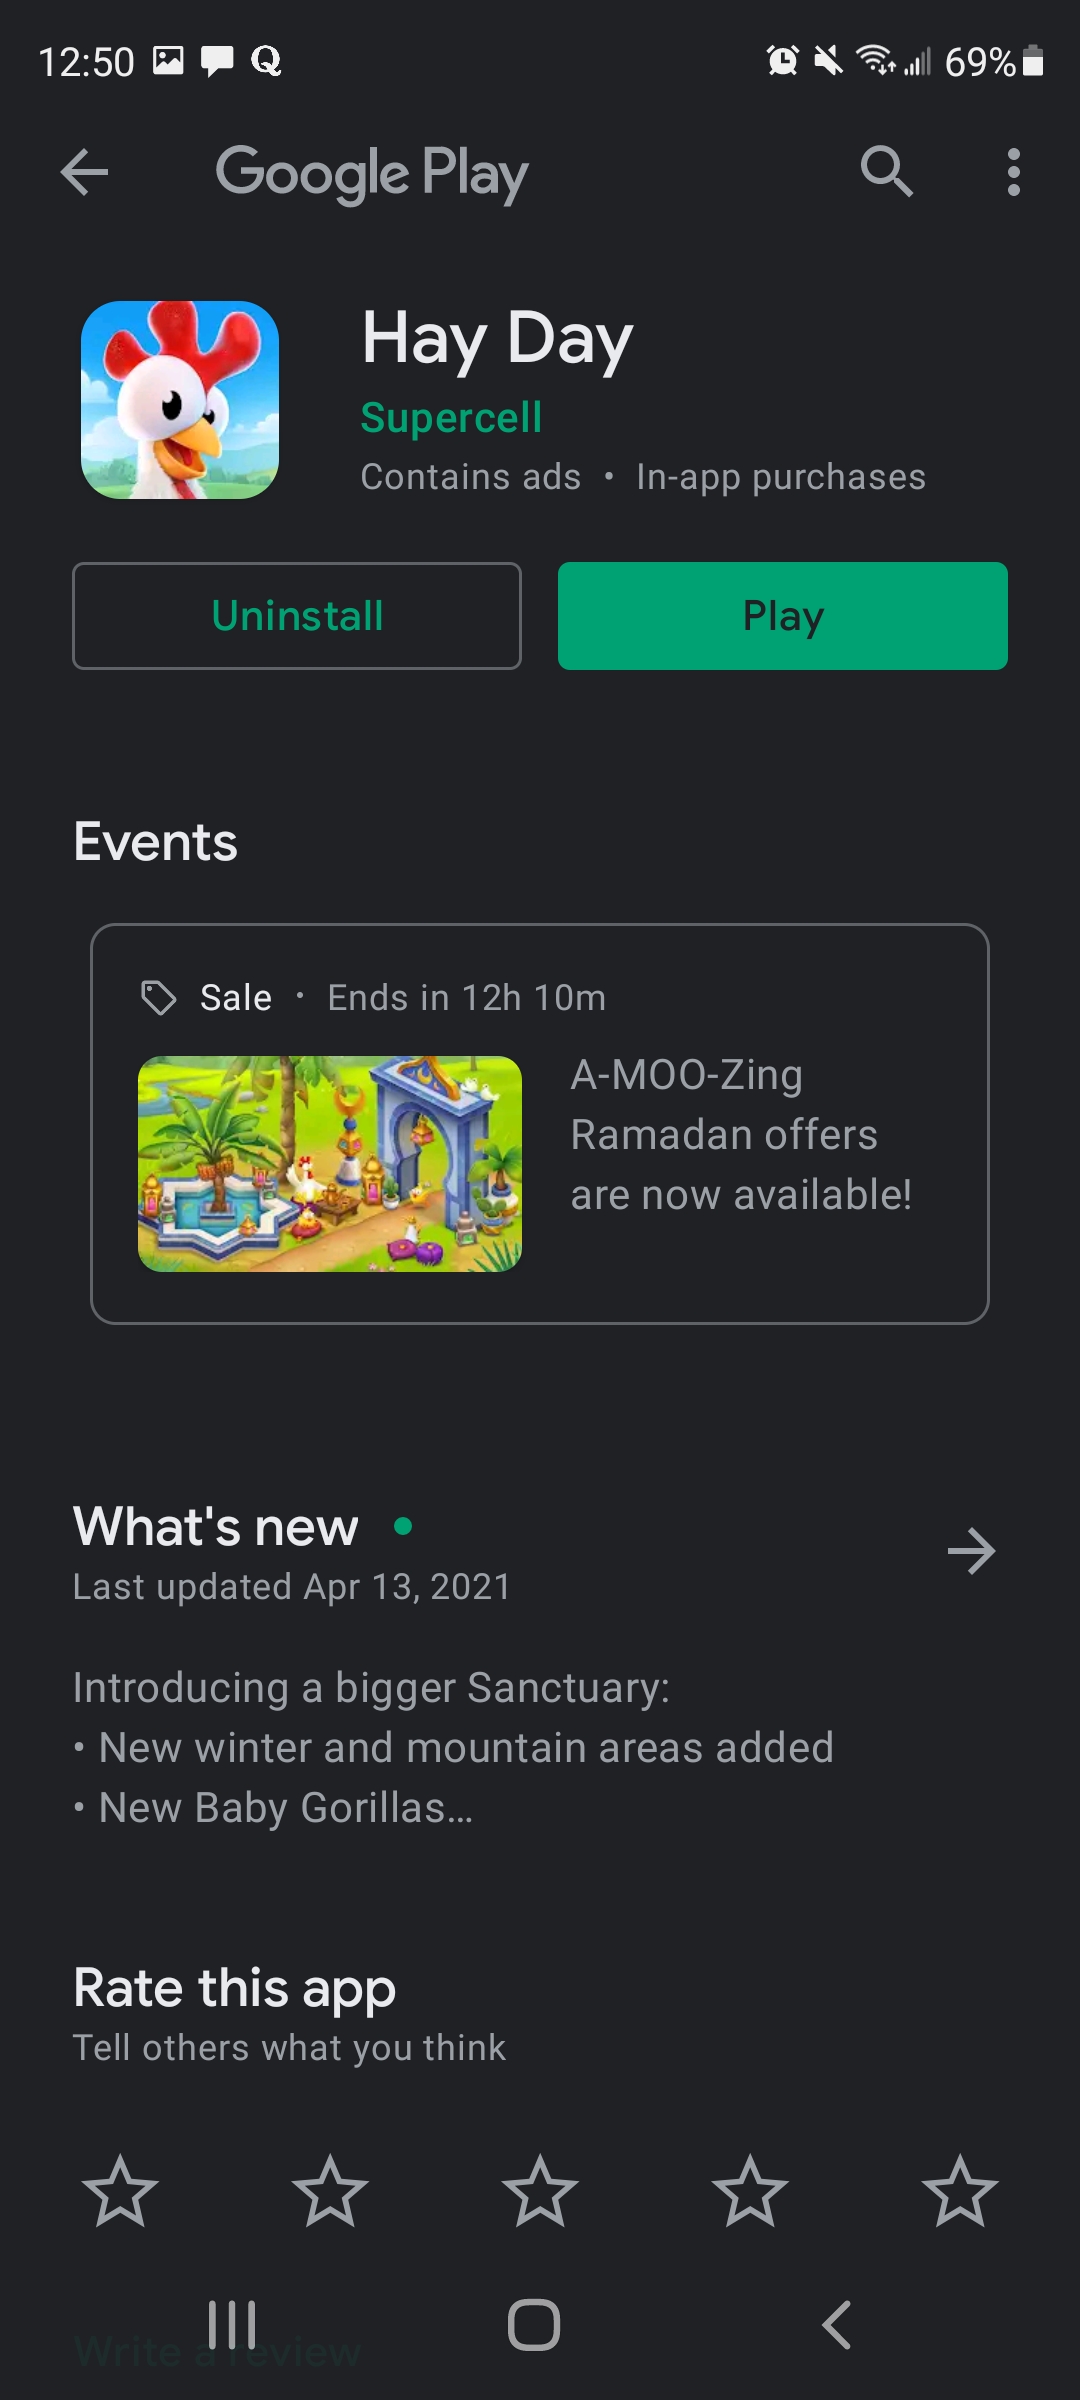 12:50
69%
Google Play
Hay Day
Supercell
Contains ads • In-app purchases
Uninstall
Play
Events
Sale • Ends in 12h 10m
A-MOO-Zing
Ramadan offers
are now available!
What's new
Last updated Apr 13, 2021
Introducing a bigger Sanctuary:
• New winter and mountain areas added
• New Baby Gorillas…
Rate this app
Tell others what you think
Write a review